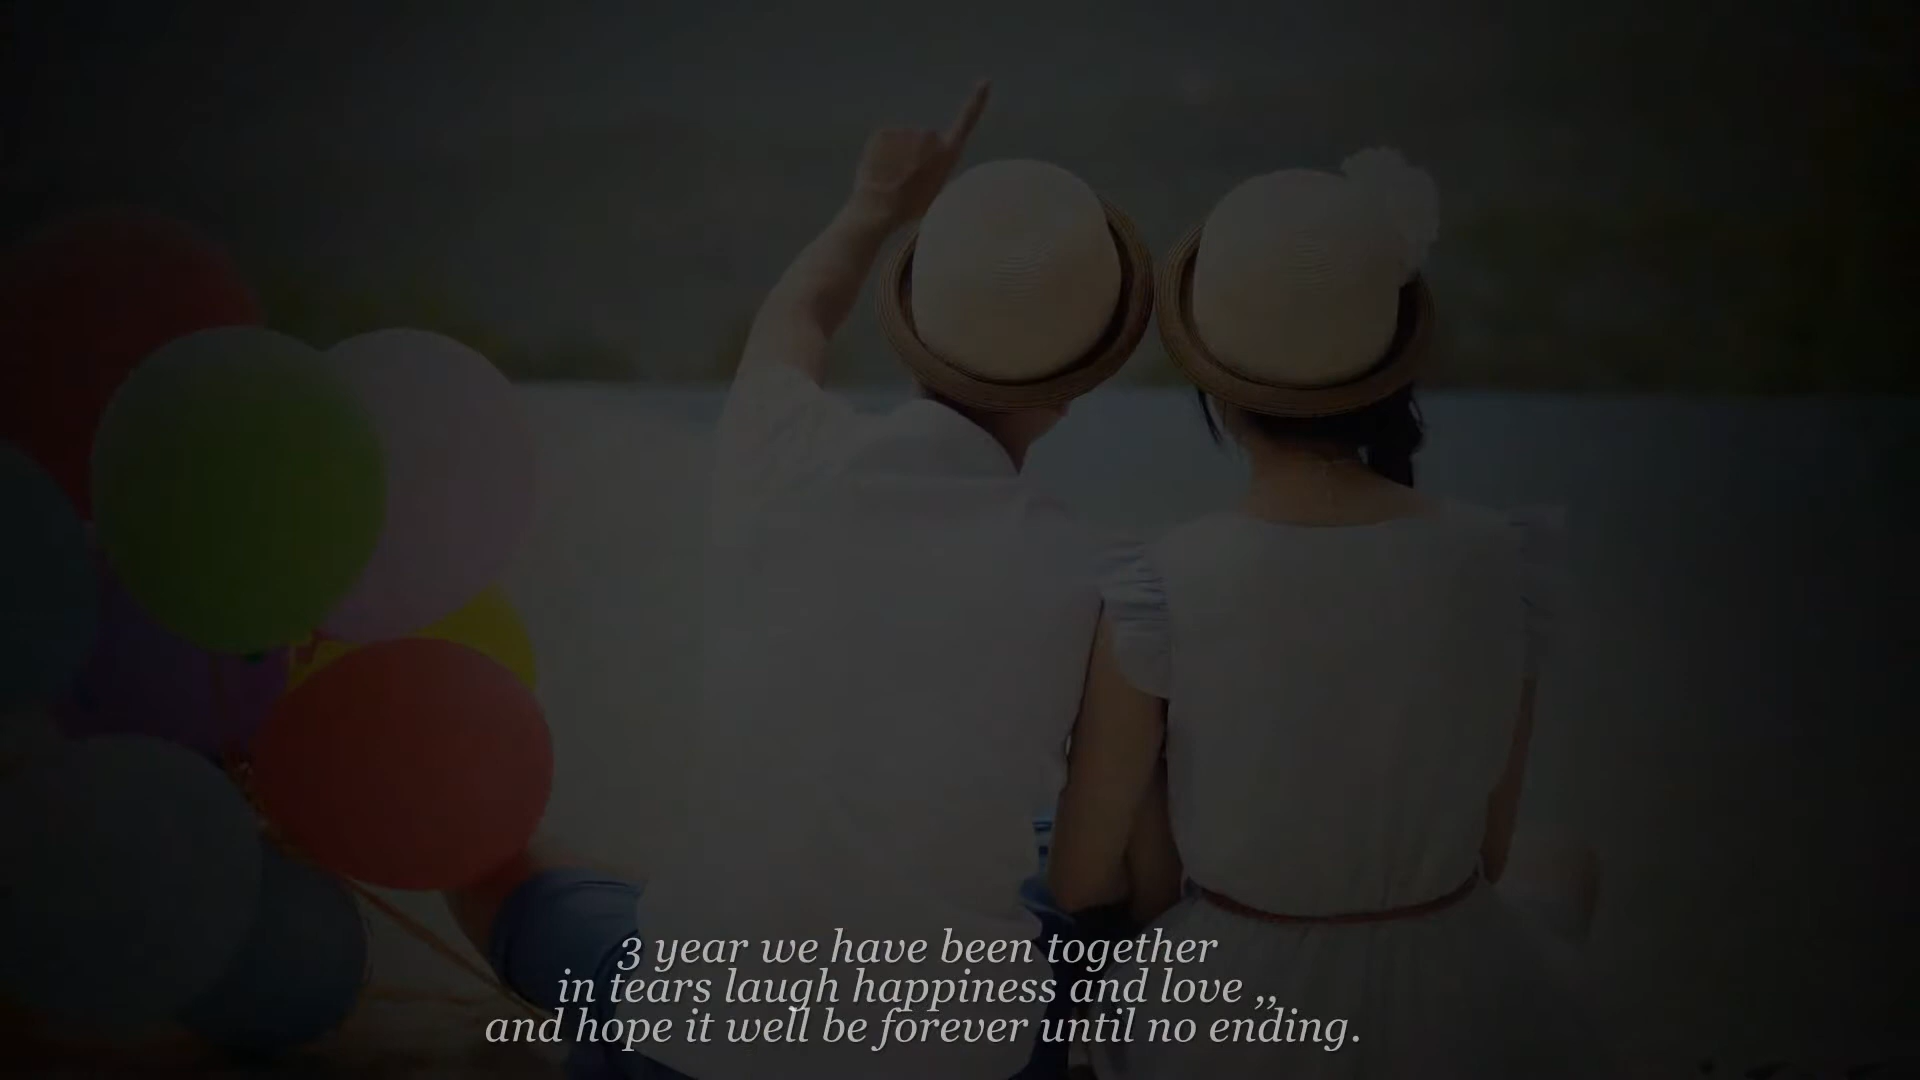 3 year we have been together
in tears laugh happiness and love ,,
and hope it well be forever until no ending.